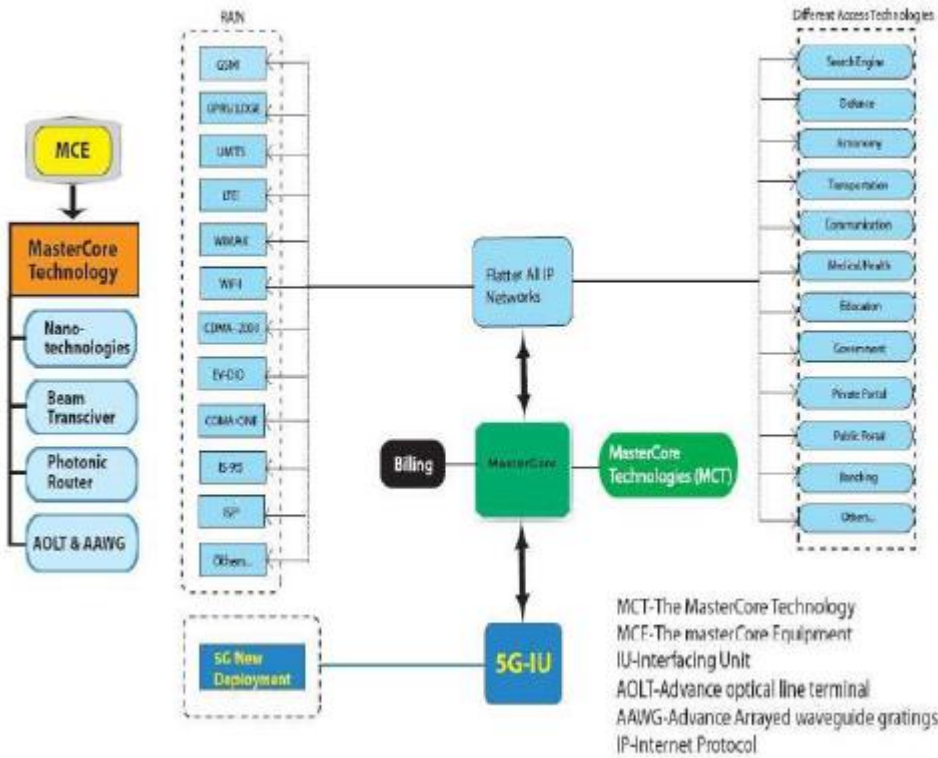 RAIN
GSM
UMTS
LTE
WIMAX
WIFI
CDMA-2000
EV-DO
CDMA-ONE
IS-95
ISP
Others...
MCE
MasterCore
Technology
Nano-
technologies
Beam
Transciver
Photonic
Router
AOLT & AAWG
Flatter All IP
Networks
Billing
MasterCore
MasterCore
Technologies (MCT)
5G New
Deployment
5G-IU
Different Access Technologies
Search Engine
Defence
Astronomy
Transportation
Communication
Medical/Health
Education
Government
Private Portal
Public Portal
Others...
MCT-The MasterCore Technology
MCE-The masterCore Equipment
IU-Interfacing Unit
AOLT-Advance optical line terminal
AAWG-Advance Arrayed waveguide gratings
IP-Internet Protocol